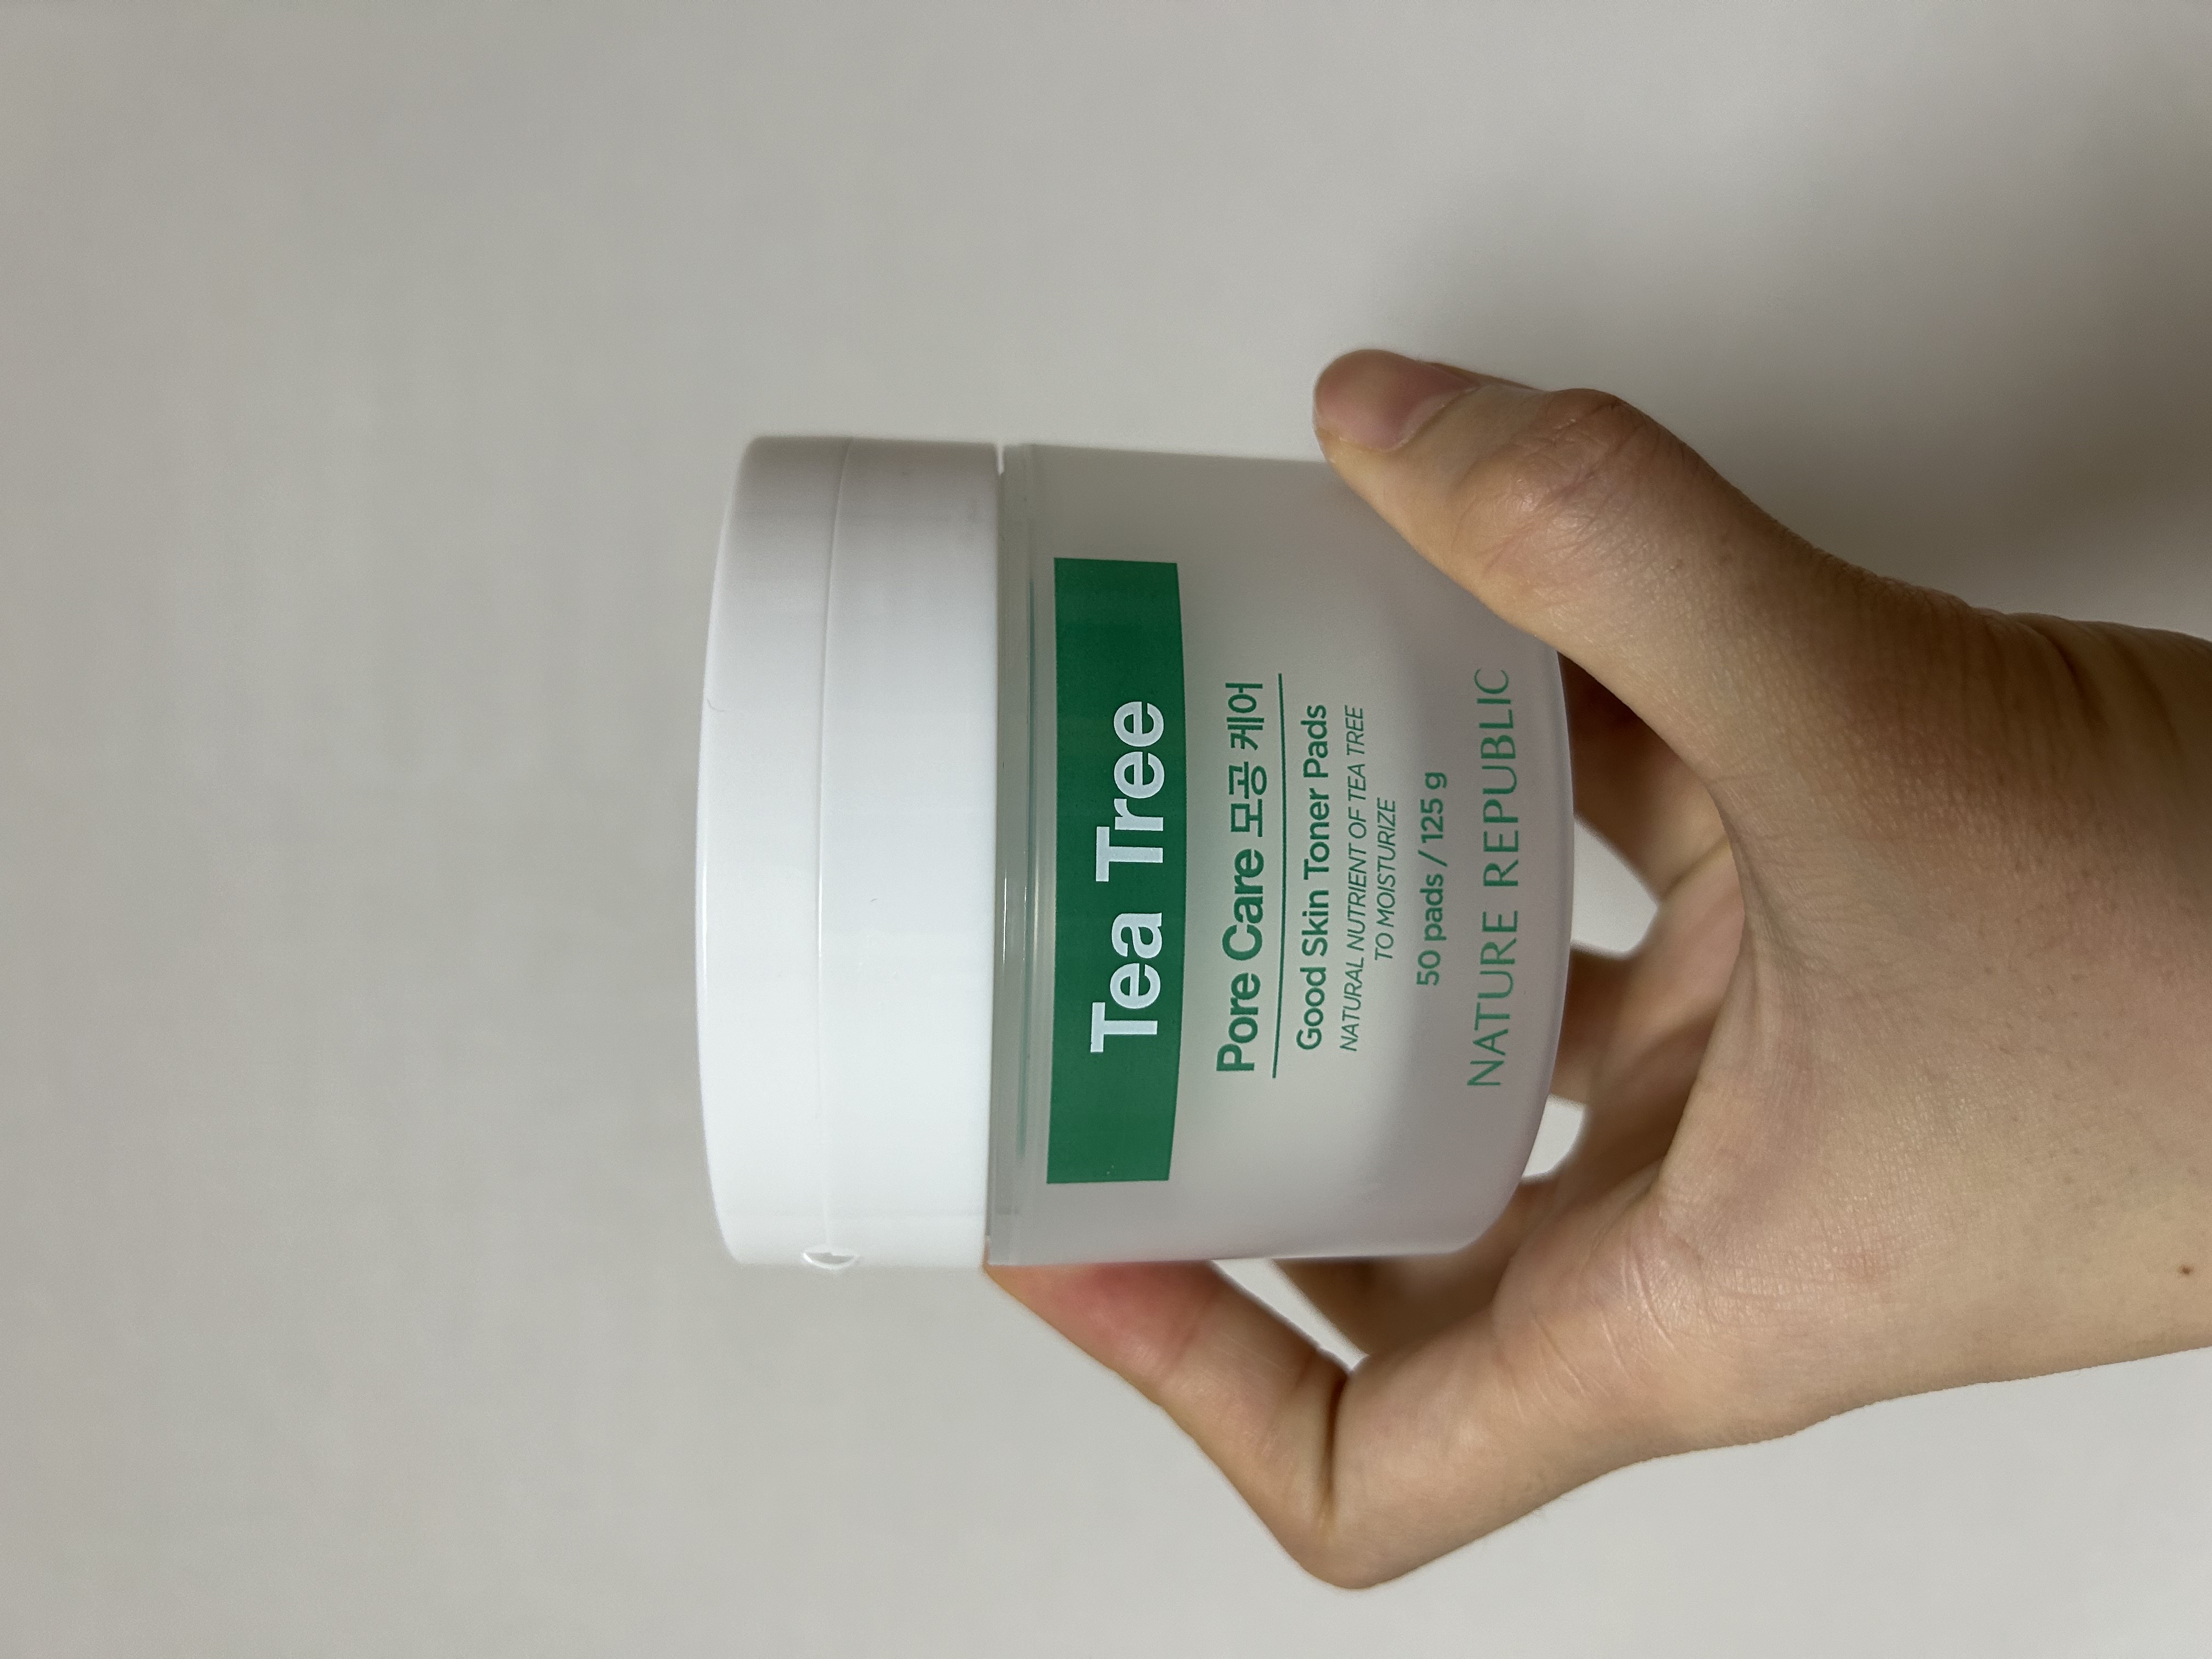 Tea Tree
Pore Care 모공 케어
Good Skin Toner Pads
NATURAL NUTRIENT OF TEA TREE
TO MOISTURIZE
50 pads / 125 g
NATURE REPUBLIC